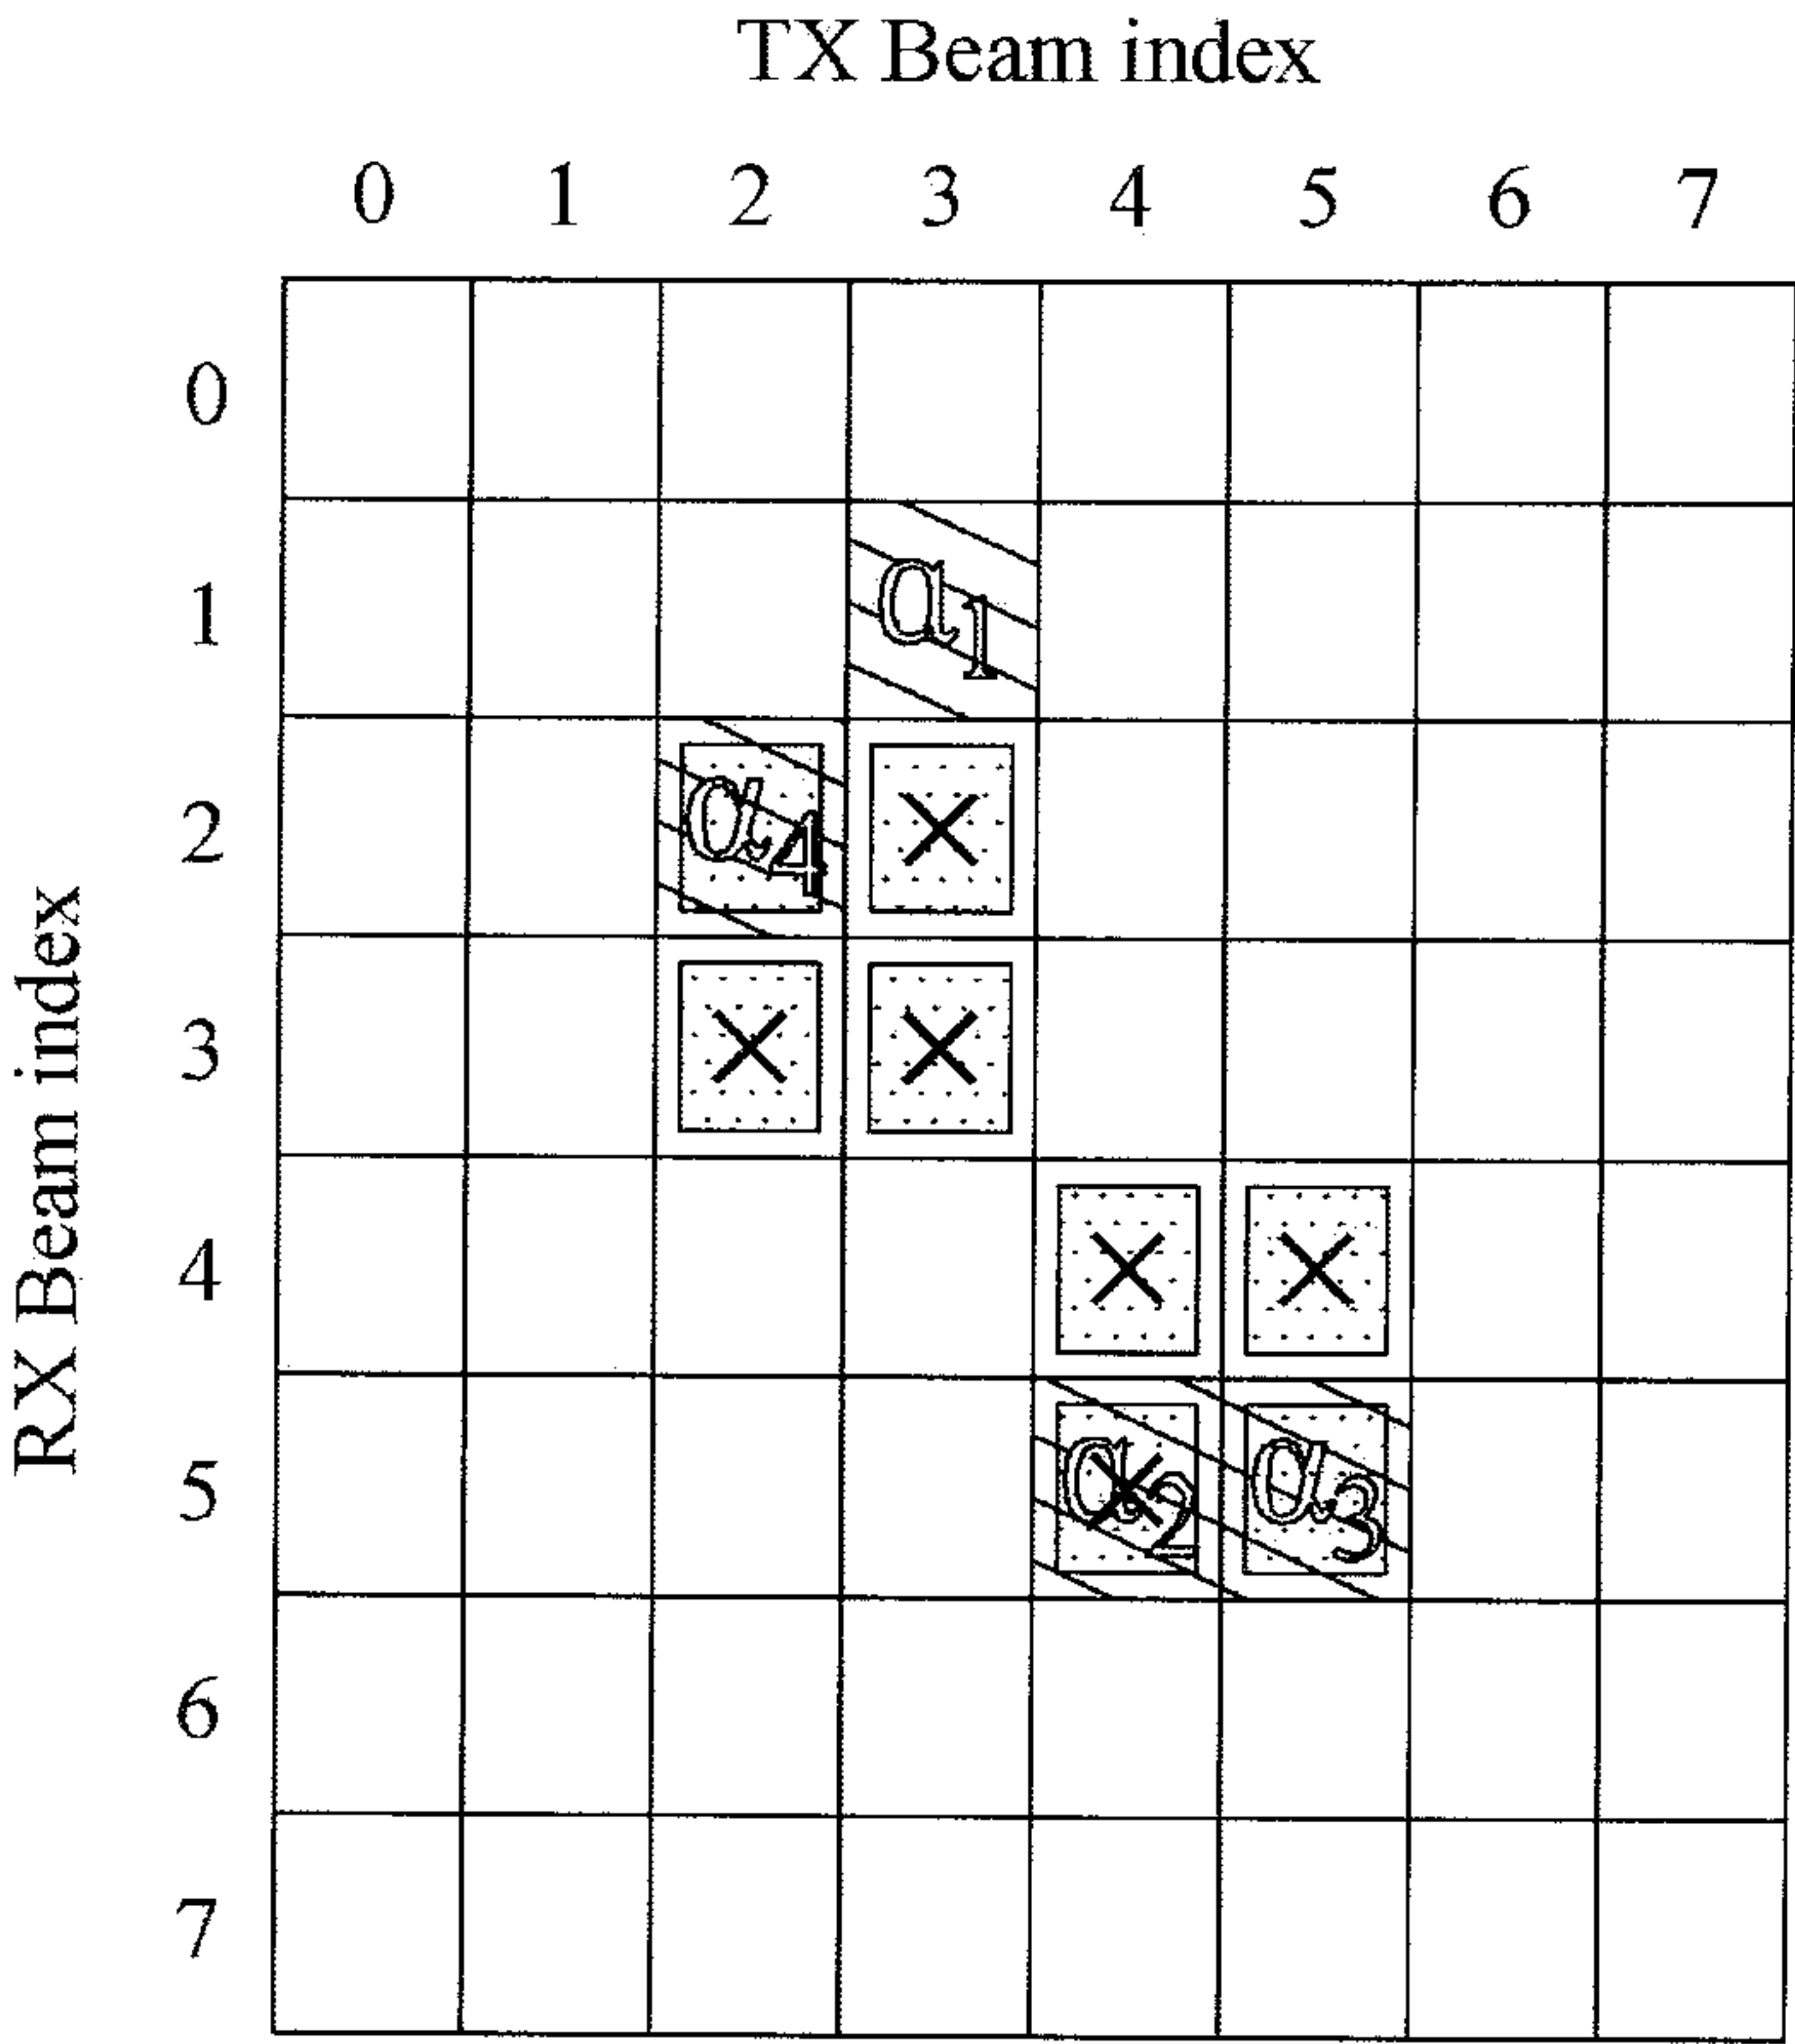 TX Beam index
0 1 2 3 4 5 6 7
RX Beam index
0
1 α1
2 α4 ×
3 × ×
4 × ×
5 α2 × α3
6
7